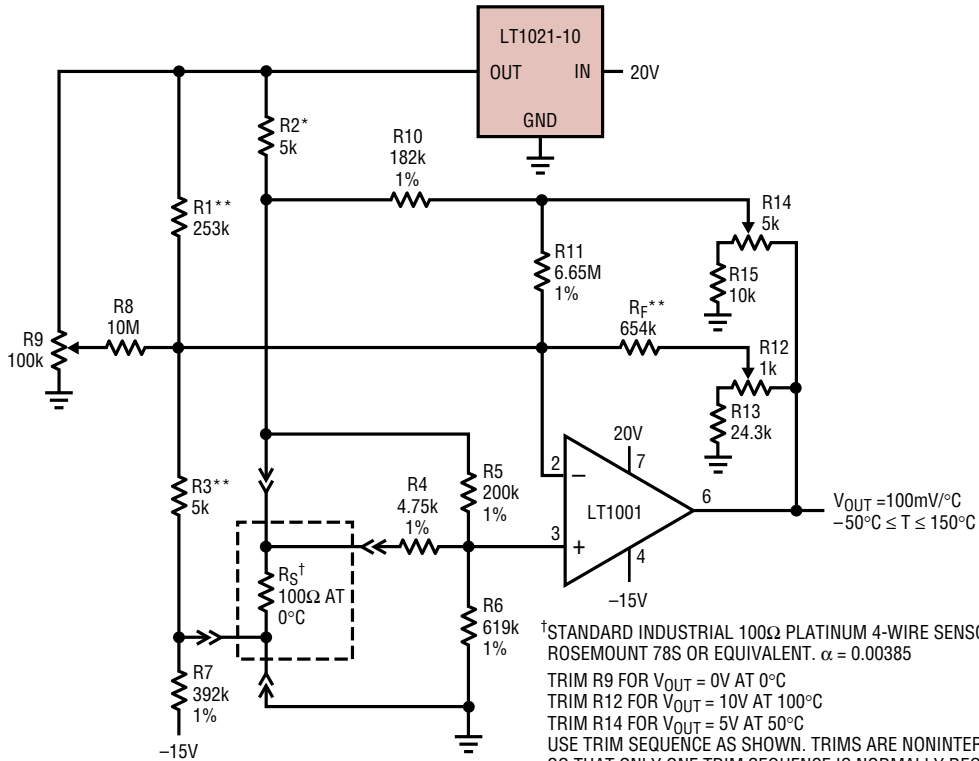 LT1021-10
OUT
IN
20V
GND
R2*
5k
R10
182k
1%
R14
5k
R1**
253k
R11
6.65M
1%
R15
10k
R8
10M
R9
100k
RF**
654k
R12
1k
R13
24.3k
20V
R3**
5k
R4
4.75k
1%
R5
200k
1%
2
–
7
LT1001
6
3
+
4
–15V
VOUT =100mV/°C
–50°C ≤ T ≤ 150°C
RS†
100Ω AT
0°C
R6
619k
1%
R7
392k
1%
–15V
†STANDARD INDUSTRIAL 100Ω PLATINUM 4-WIRE
ROSEMOUNT 78S OR EQUIVALENT. α = 0.00385
TRIM R9 FOR VOUT = 0V AT 0°C
TRIM R12 FOR VOUT = 10V AT 100°C
TRIM R14 FOR VOUT = 5V AT 50°C
USE TRIM SEQUENCE AS SHOWN. TRIMS ARE